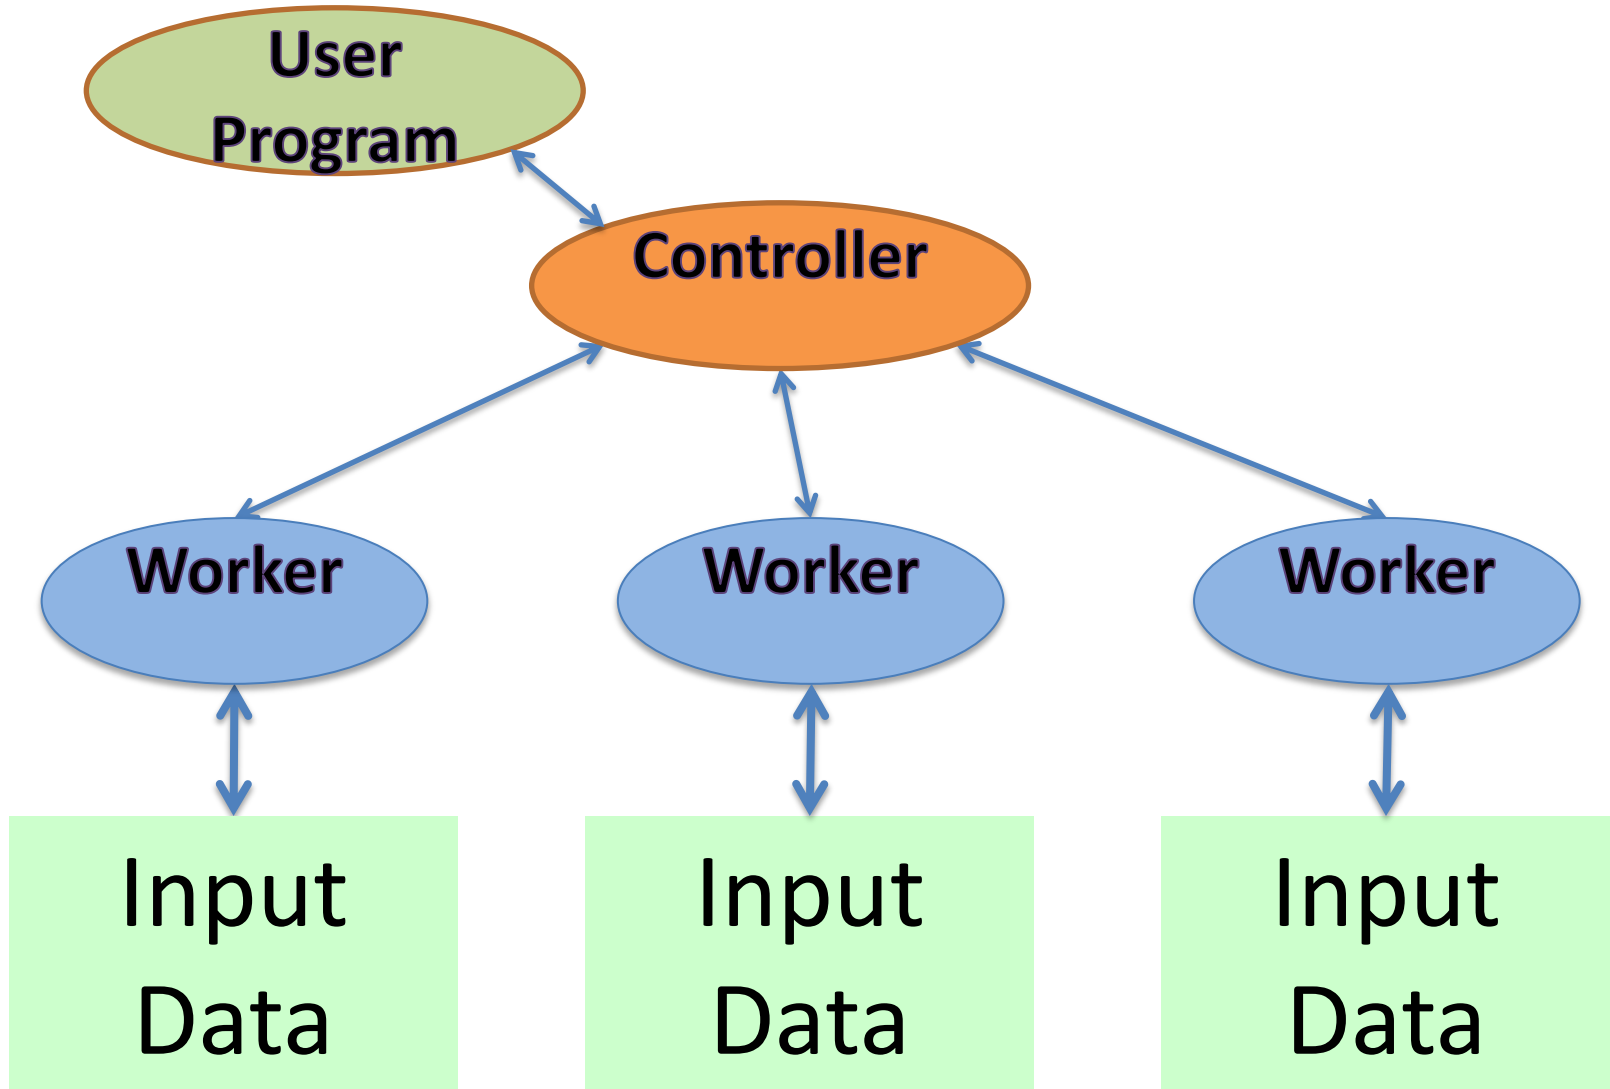 User
Program
Controller
Worker
Worker
Worker
Input
Data
Input
Data
Input
Data